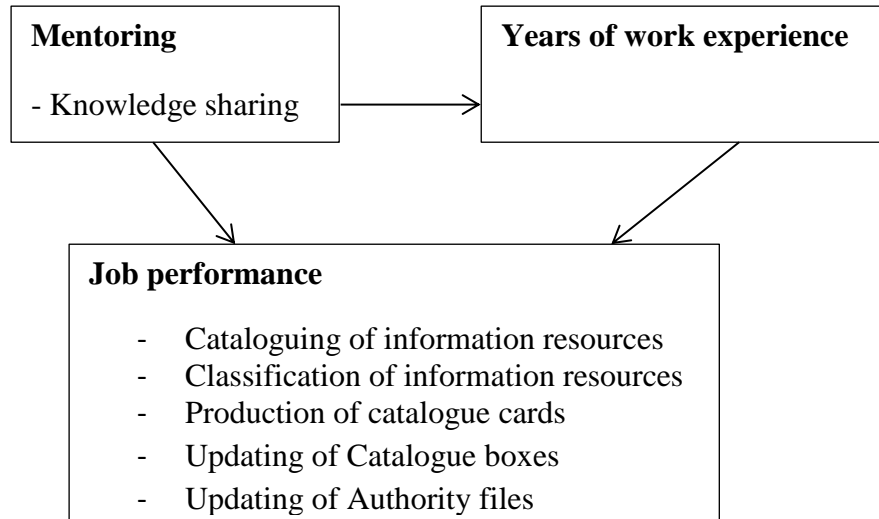 Mentoring
- Knowledge sharing
Years of work experience
Job performance
- Cataloguing of information resources
- Classification of information resources
- Production of catalogue cards
- Updating of Catalogue boxes
- Updating of Authority files